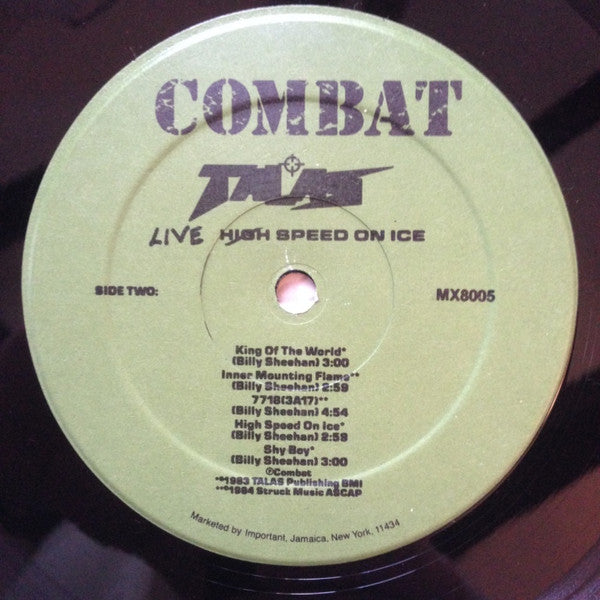 COMBAT
TALAS
LIVE HIGH SPEED ON ICE
SIDE TWO:
MX8005
King Of The World*
(Billy Sheehan) 3:00
Inner Mounting Flame**
(Billy Sheehan) 2:59
7718(3A17)**
(Billy Sheehan) 4:54
High Speed On Ice*
(Billy Sheehan) 2:59
Shy Boy*
(Billy Sheehan) 3:00
℗Combat
*1983 TALAS Publishing BMI
**1984 Struck Music ASCAP
Marketed by Important, Jamaica, New York, 11434